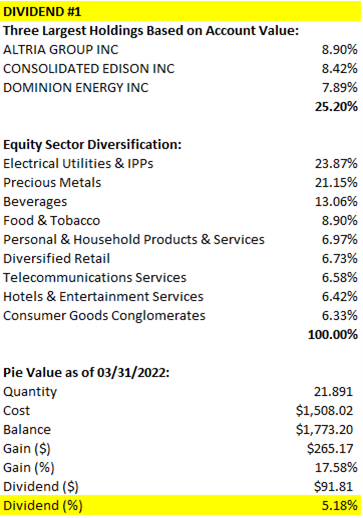 DIVIDEND #1
Three Largest Holdings Based on Account Value:
ALTRIA GROUP INC 8.90%
CONSOLIDATED EDISON INC 8.42%
DOMINION ENERGY INC 7.89%
25.20%
Equity Sector Diversification:
Electrical Utilities & IPPs 23.87%
Precious Metals 21.15%
Beverages 13.06%
Food & Tobacco 8.90%
Personal & Household Products & Services 6.97%
Diversified Retail 6.73%
Telecommunications Services 6.58%
Hotels & Entertainment Services 6.42%
Consumer Goods Conglomerates 6.33%
100.00%
Pie Value as of 03/31/2022:
Quantity 21.891
Cost $1,508.02
Balance $1,773.20
Gain ($) $265.17
Gain (%) 17.58%
Dividend ($) $91.81
Dividend (%) 5.18%